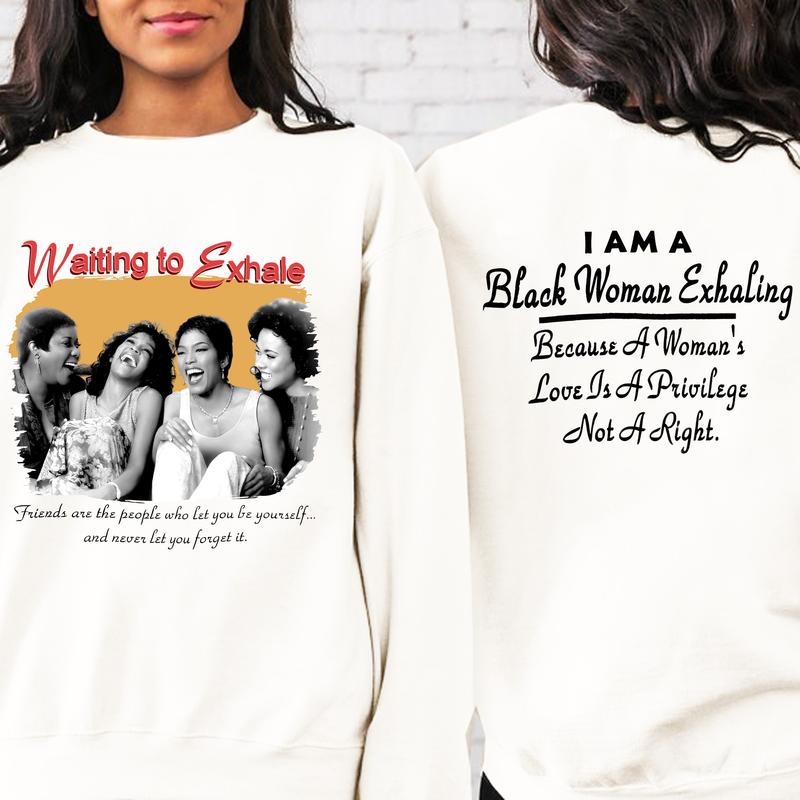 Waiting to Exhale
Friends are the people who let you be yourself...
and never let you forget it.
I AM A
Black Woman Exhaling
Because A Woman's
Love Is A Privilege
Not A Right.